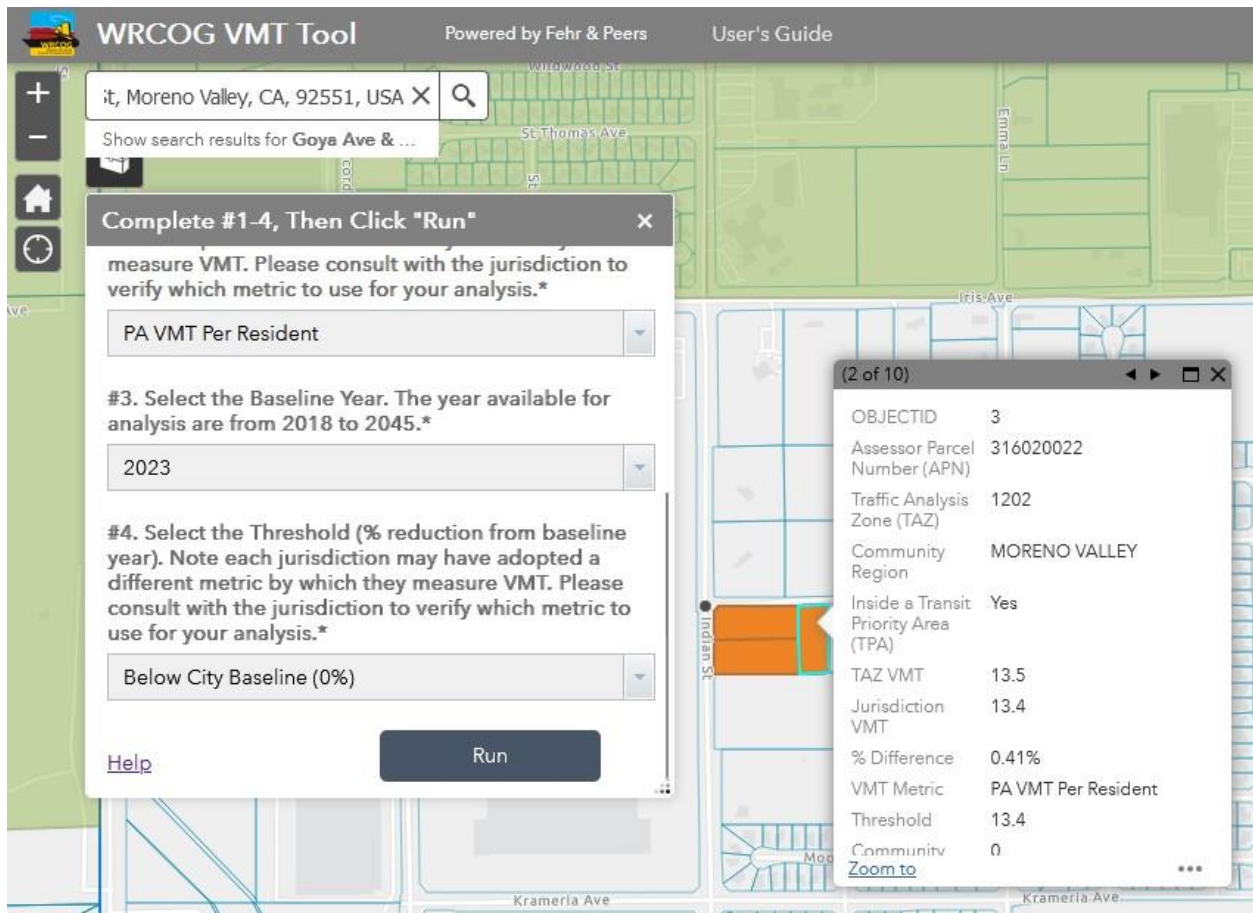 WRCOG VMT Tool
Powered by Fehr & Peers
User's Guide
WRCOG
+
−
St, Moreno Valley, CA, 92551, USA
Show search results for Goya Ave & ...
Wildwood St
St Thomas Ave
St
Emma Ln
Iris Ave
Complete #1-4, Then Click "Run"
measure VMT. Please consult with the jurisdiction to
verify which metric to use for your analysis.*
PA VMT Per Resident
#3. Select the Baseline Year. The year available for
analysis are from 2018 to 2045.*
2023
#4. Select the Threshold (% reduction from baseline
year). Note each jurisdiction may have adopted a
different metric by which they measure VMT. Please
consult with the jurisdiction to verify which metric to
use for your analysis.*
Below City Baseline (0%)
Help
Run
Indian St
(2 of 10)
OBJECTID 3
Assessor Parcel 316020022
Number (APN)
Traffic Analysis 1202
Zone (TAZ)
Community MORENO VALLEY
Region
Inside a Transit Yes
Priority Area
(TPA)
TAZ VMT 13.5
Jurisdiction 13.4
VMT
% Difference 0.41%
VMT Metric PA VMT Per Resident
Threshold 13.4
Community 0
Zoom to
Krameria Ave
Krameria Ave